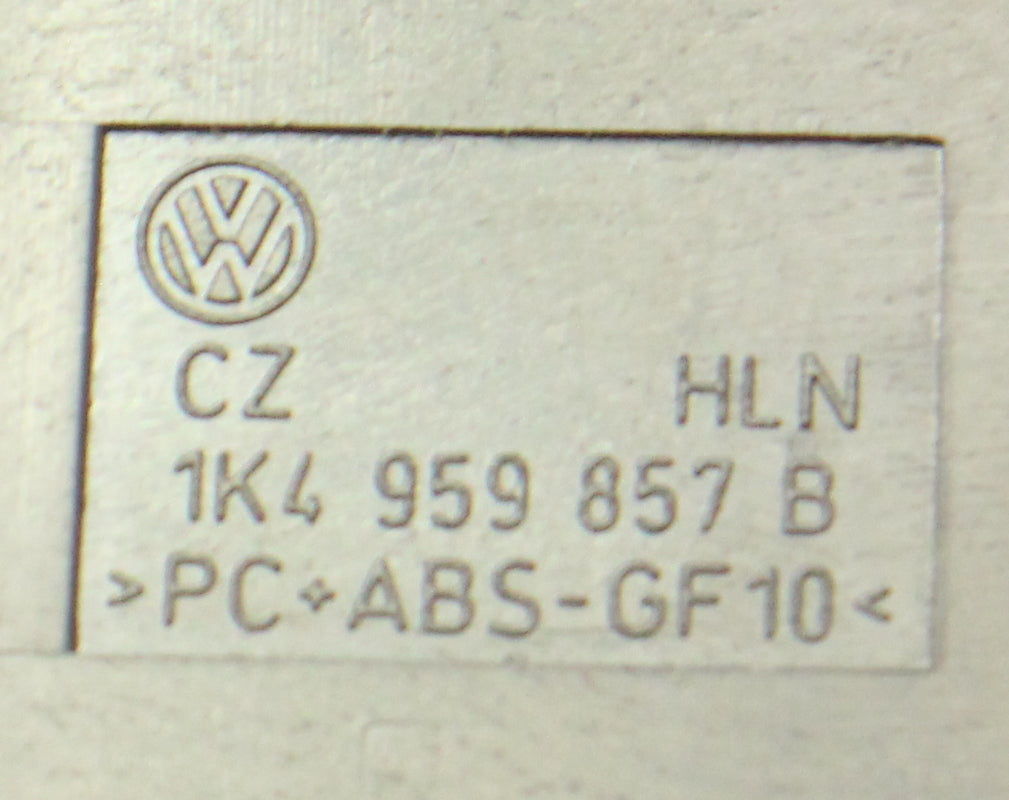 CZ HLN
1K4 959 857 B
>PC+ABS-GF10<